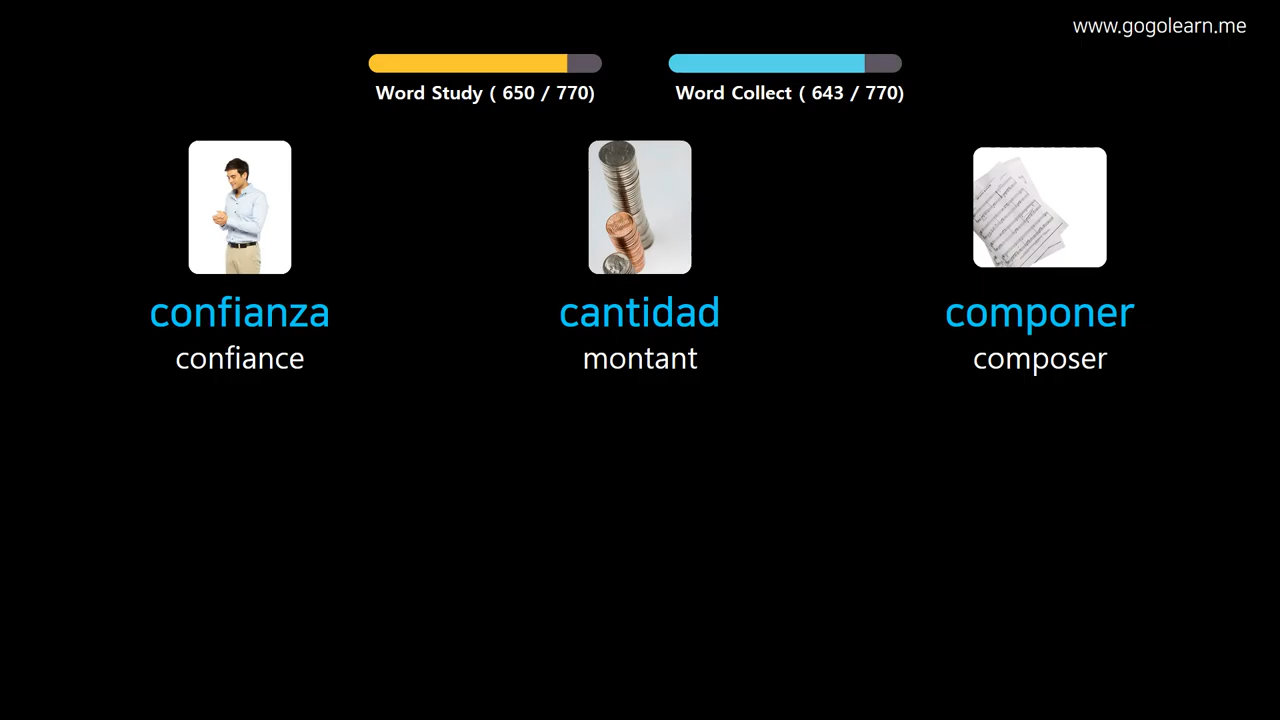 www.gogolearn.me
Word Study ( 650 / 770)
Word Collect ( 643 / 770)
confianza
confiance
cantidad
montant
componer
composer